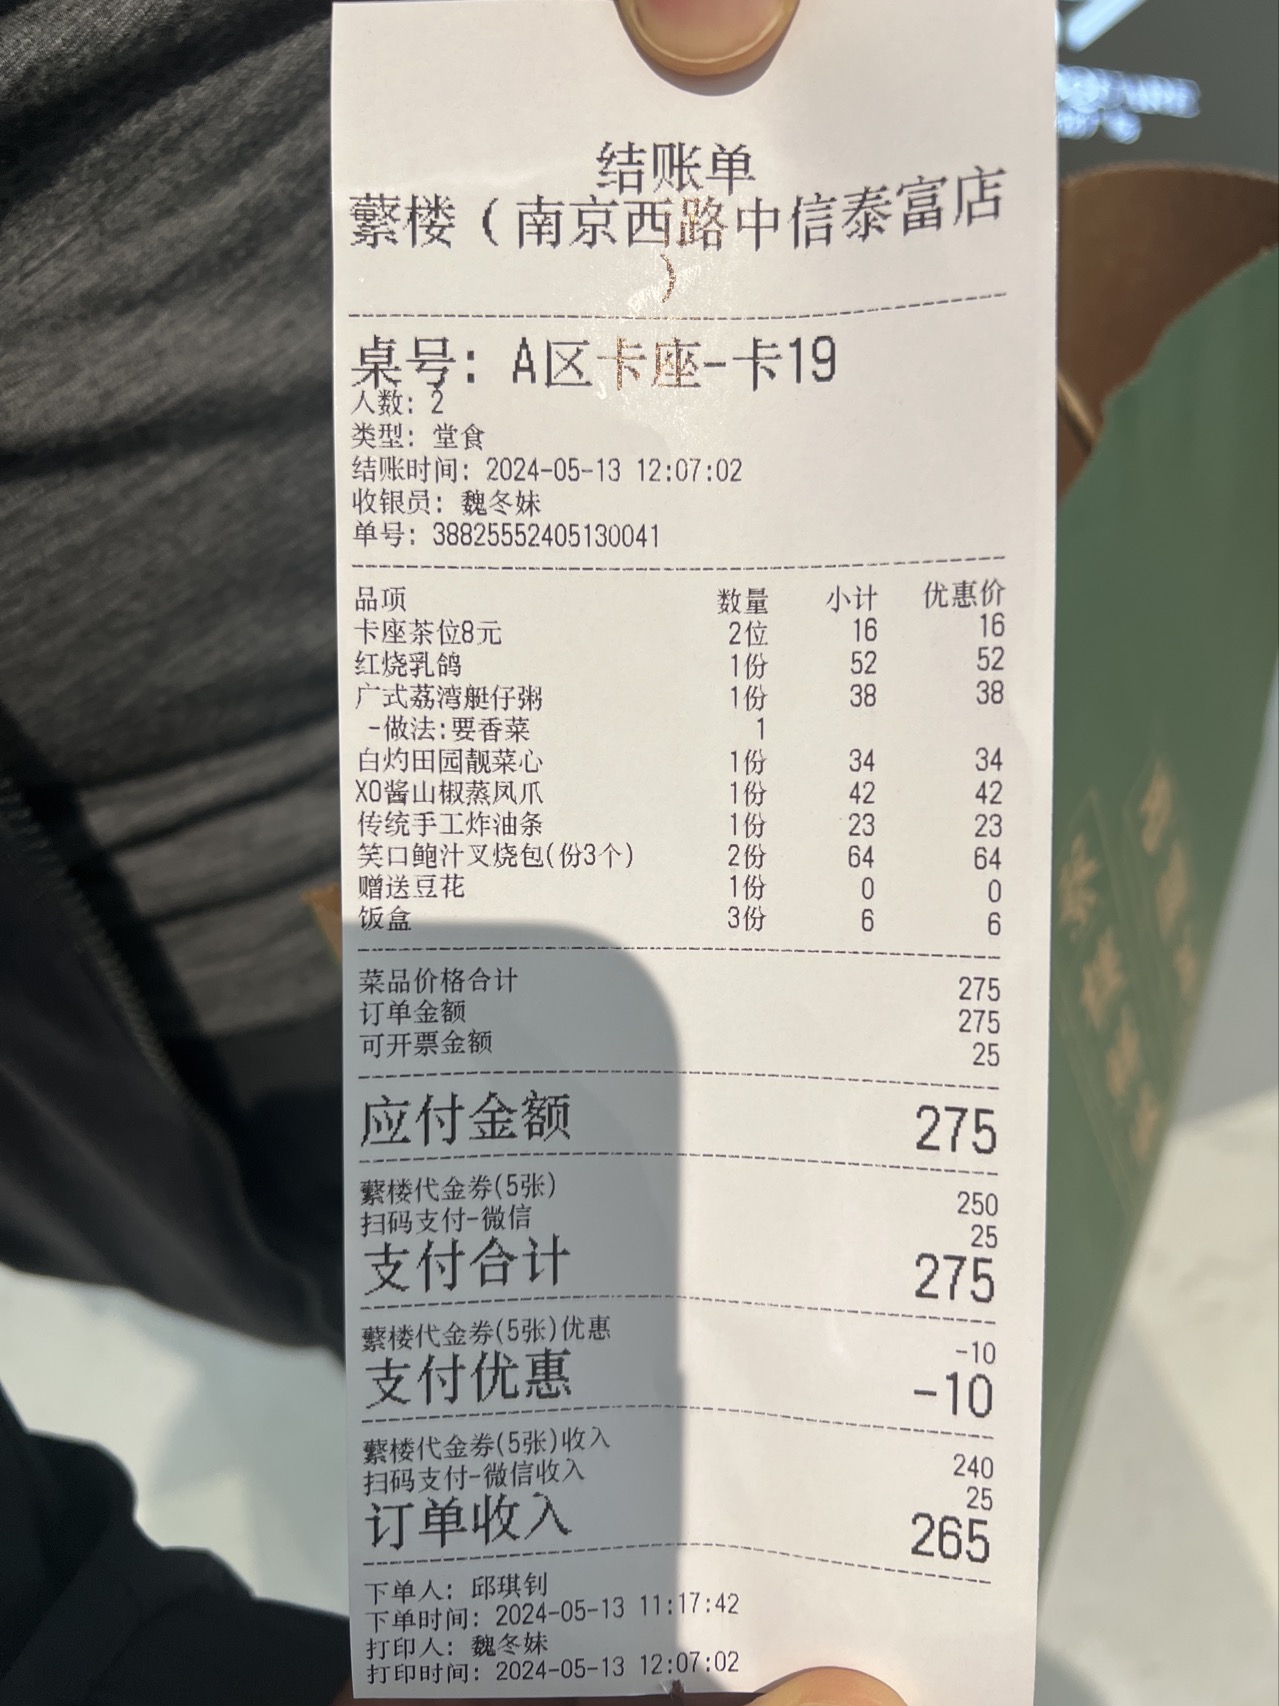 结账单
蘩楼（南京西路中信泰富店
）
桌号: A区卡座-卡19
人数: 2
类型: 堂食
结账时间: 2024-05-13 12:07:02
收银员: 魏冬妹
单号: 38825552405130041
品项 数量 小计 优惠价
卡座茶位8元 2位 16 16
红烧乳鸽 1份 52 52
广式荔湾艇仔粥 1份 38 38
-做法:要香菜 1
白灼田园靓菜心 1份 34 34
XO酱山椒蒸凤爪 1份 42 42
传统手工炸油条 1份 23 23
笑口鲍汁叉烧包(份3个) 2份 64 64
赠送豆花 1份 0 0
饭盒 3份 6 6
菜品价格合计 275
订单金额 275
可开票金额 25
应付金额 275
蘩楼代金券(5张) 250
扫码支付-微信 25
支付合计 275
蘩楼代金券(5张)优惠 -10
支付优惠 -10
蘩楼代金券(5张)收入 240
扫码支付-微信收入 25
订单收入 265
下单人: 邱琪钊
下单时间: 2024-05-13 11:17:42
打印人: 魏冬妹
打印时间: 2024-05-13 12:07:02